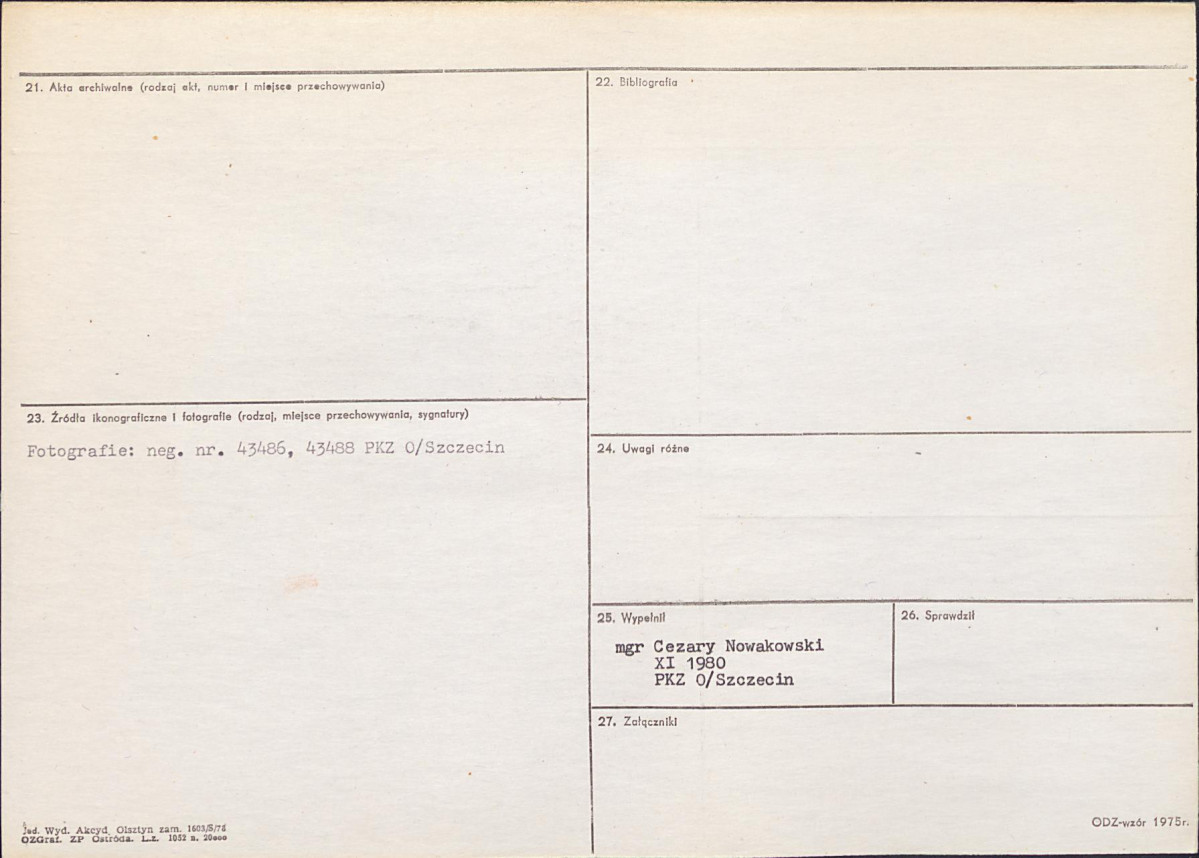 21. Akta archiwalne (rodzaj akt, numer i miejsce przechowywania)
22. Bibliografia
23. Źródła ikonograficzne i fotografie (rodzaj, miejsce przechowywania, sygnatury)
Fotografie: neg. nr. 43486, 43488 PKZ O/Szczecin
24. Uwagi różne
25. Wypełnił
mgr Cezary Nowakowski
XI 1980
PKZ O/Szczecin
26. Sprawdził
27. Załączniki
Jed. Wyd. Akcyd. Olsztyn zam. 1603/S/78
OZGraf. ZP Ostróda. L.z. 1052 n. 20000
ODZ-wzór 1975r.